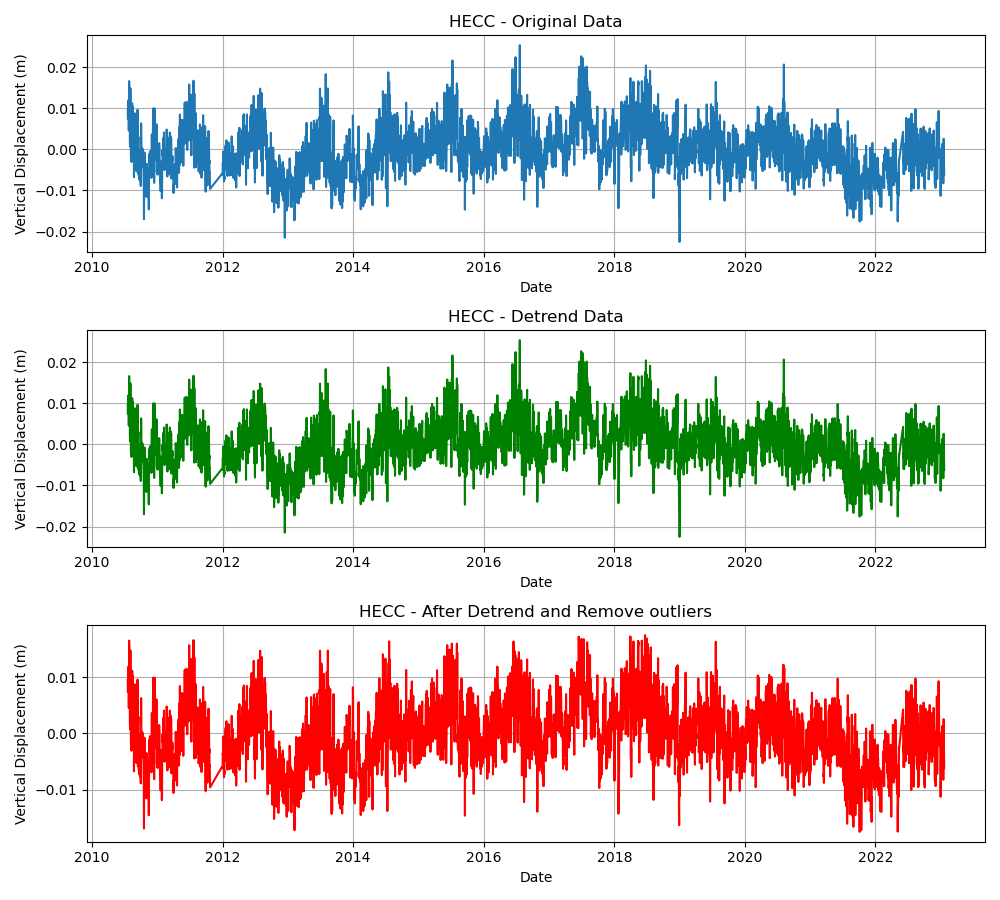 HECC - Original Data
Vertical Displacement (m)
0.02
0.01
0.00
−0.01
−0.02
2010 2012 2014 2016 2018 2020 2022
Date
HECC - Detrend Data
Vertical Displacement (m)
0.02
0.01
0.00
−0.01
−0.02
2010 2012 2014 2016 2018 2020 2022
Date
HECC - After Detrend and Remove outliers
Vertical Displacement (m)
0.01
0.00
−0.01
2010 2012 2014 2016 2018 2020 2022
Date